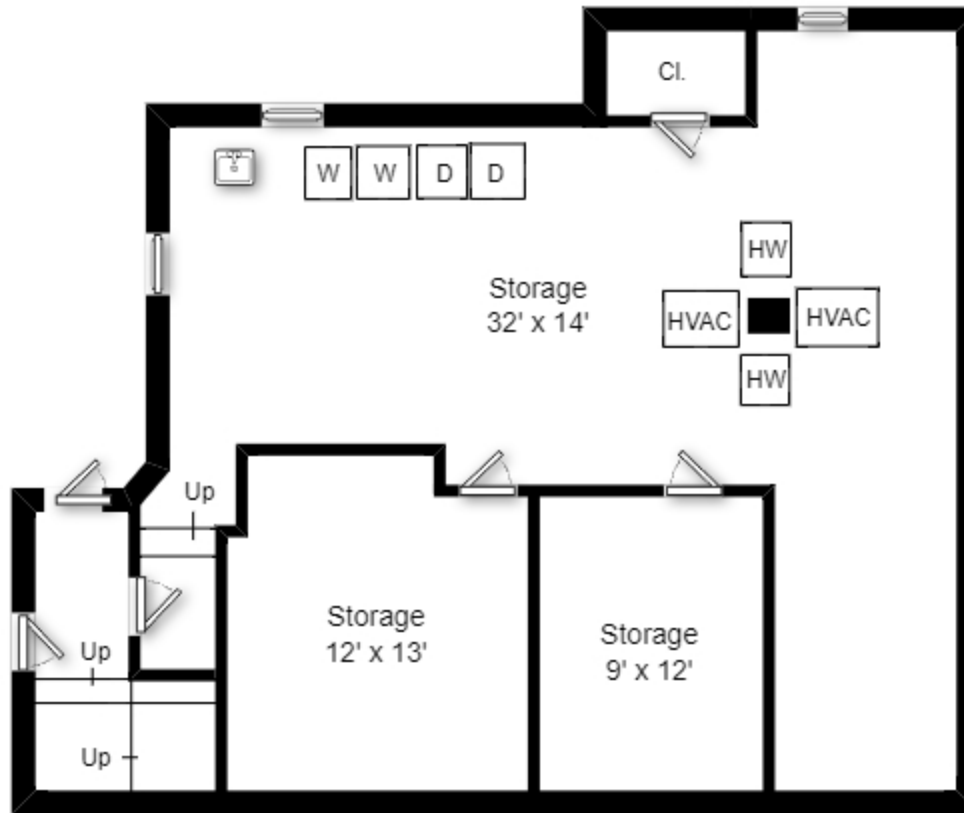 Cl.
W W D D
HW
Storage
32' x 14'
HVAC HVAC
HW
Up
Storage
12' x 13'
Storage
9' x 12'
Up
Up